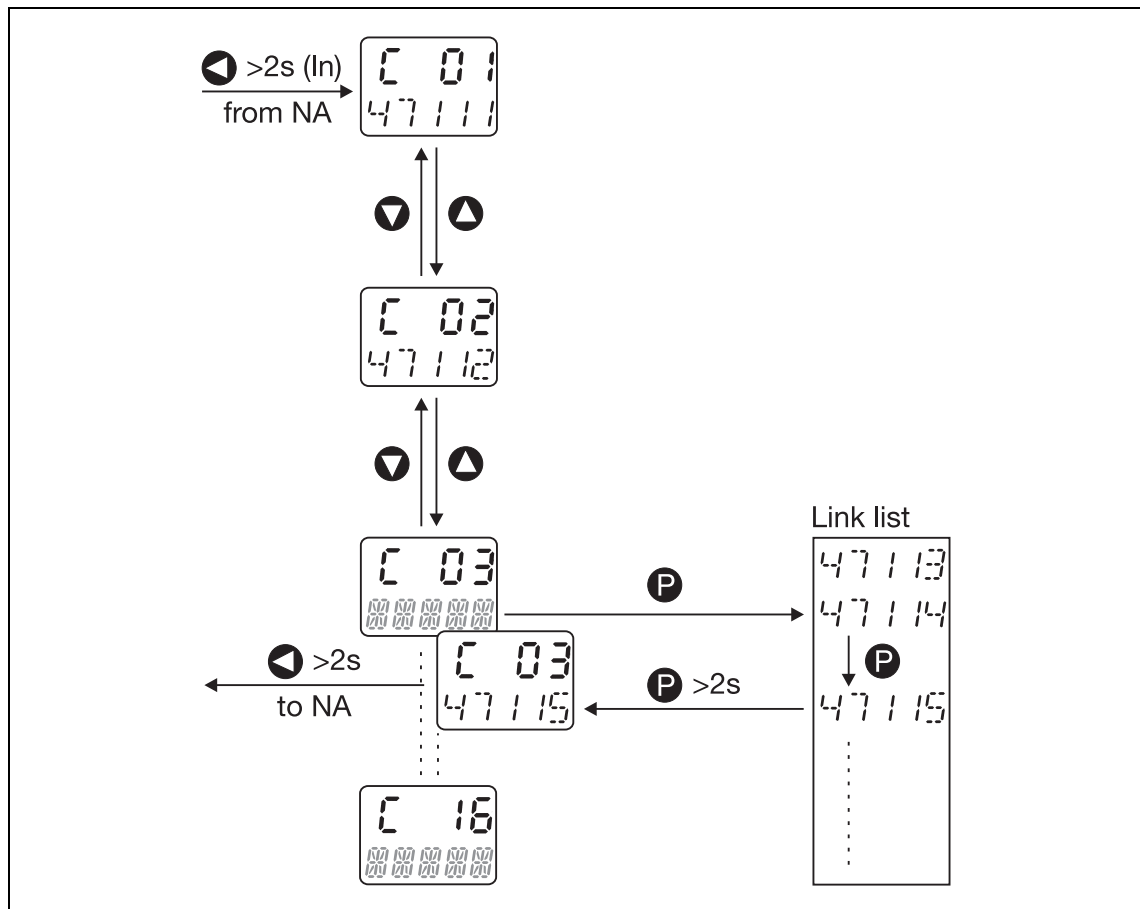 >2s (In)
from NA
C 01
47111
C 02
47112
C 03
P
Link list
47113
47114
P
47115
C 03
47115
P >2s
>2s
to NA
C 16